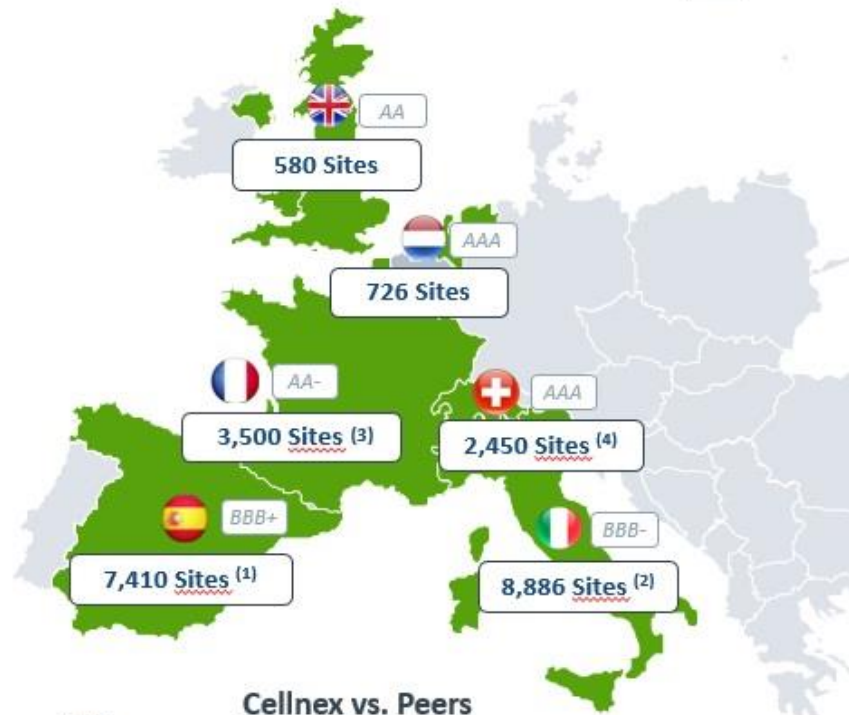 AA
580 Sites
AAA
726 Sites
AA-
3,500 Sites (3)
AAA
2,450 Sites (4)
BBB+
7,410 Sites (1)
BBB-
8,886 Sites (2)
Cellnex vs. Peers